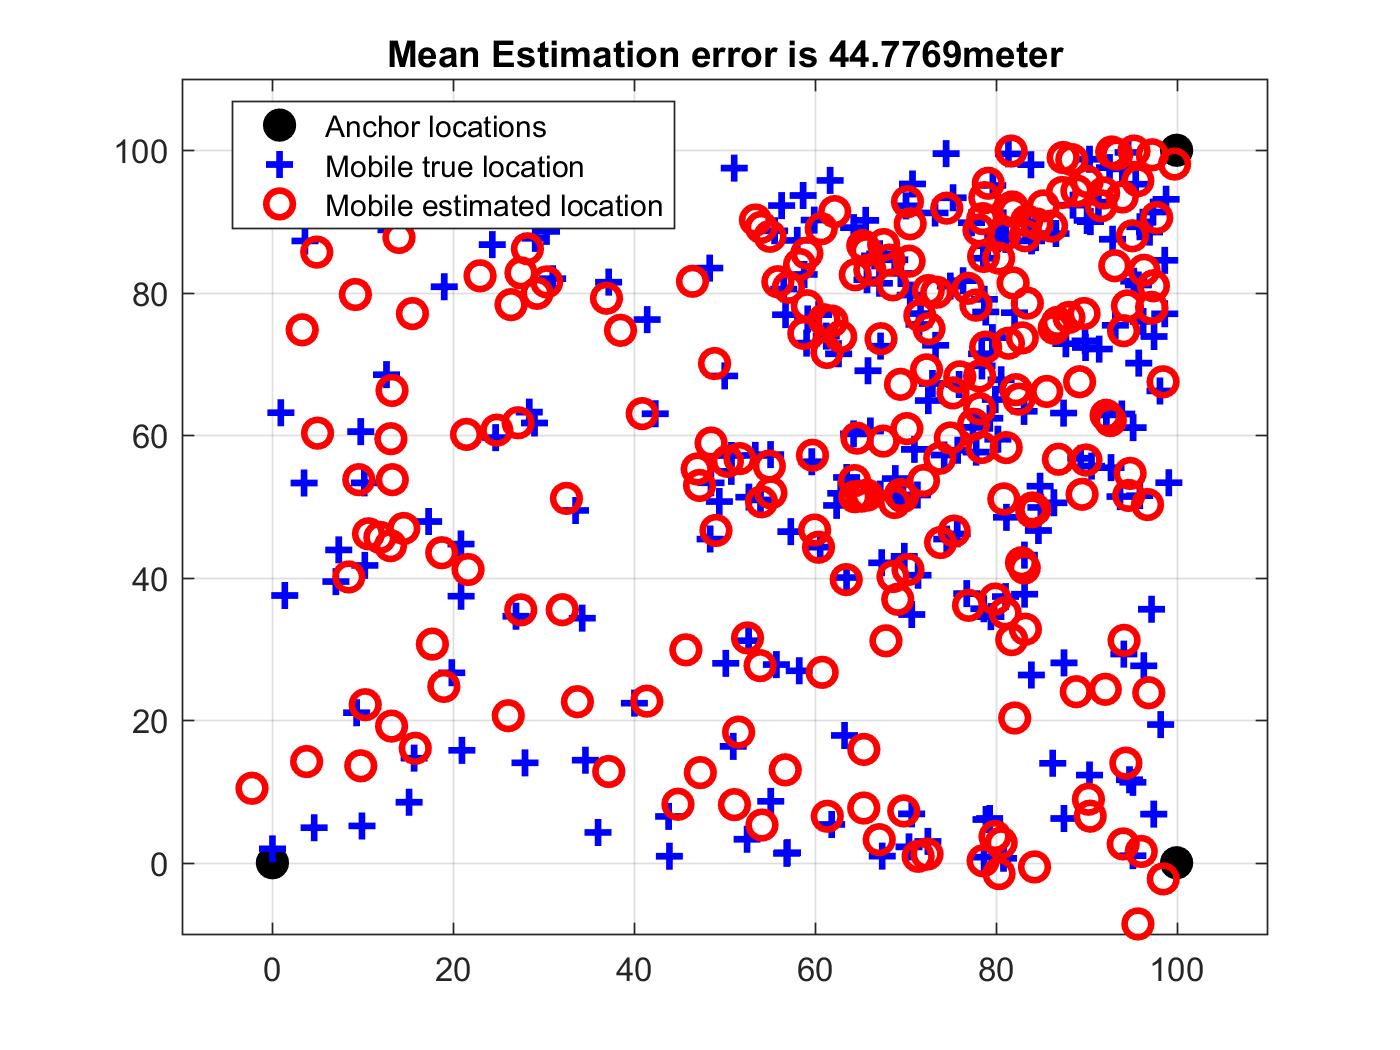 Mean Estimation error is 44.7769meter
Anchor locations
Mobile true location
Mobile estimated location
100
80
60
40
20
0
0 20 40 60 80 100